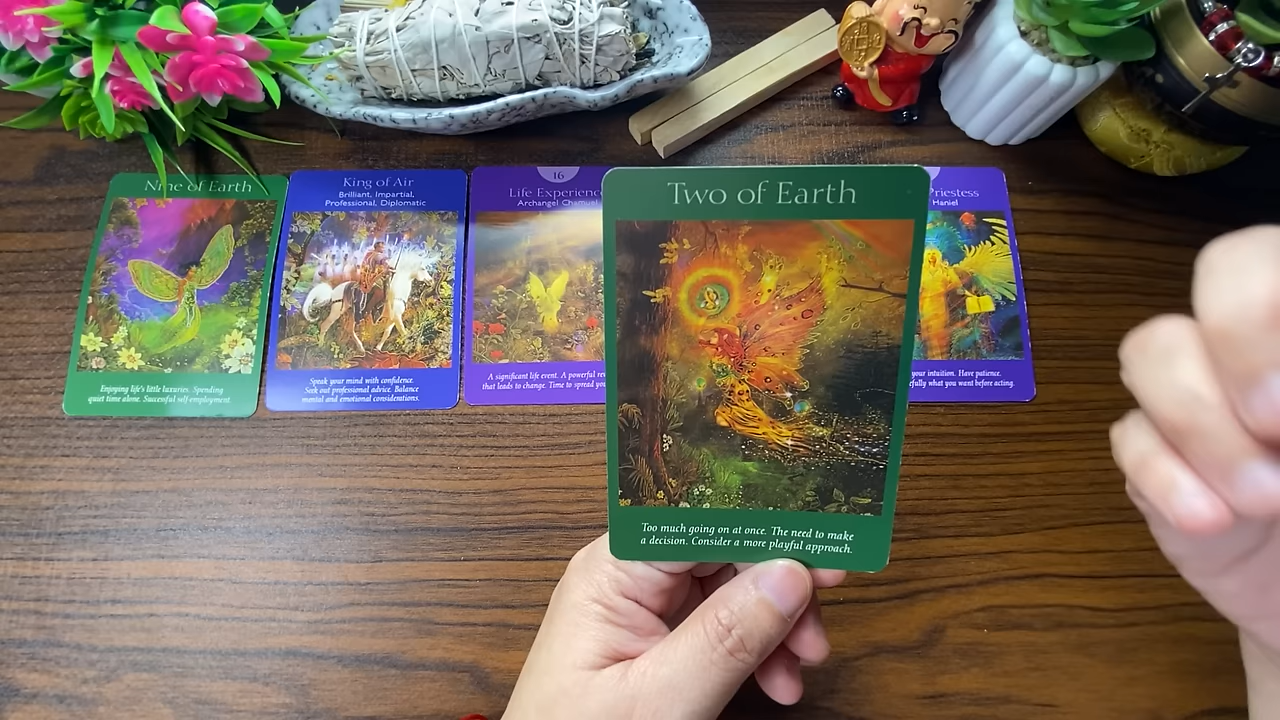 Nine of Earth
Enjoying life's little luxuries. Spending
quiet time alone. Successful self-employment.
King of Air
Brilliant, Impartial,
Professional, Diplomatic
Speak your mind with confidence.
Seek out professional advice. Balance
mental and emotional considerations.
16
Life Experience
Archangel Chamuel
A significant life event. A powerful
that leads to change. Time to spread
Two of Earth
Too much going on at once. The need to make
a decision. Consider a more playful approach.
Priestess
Haniel
your intuition. Have patience.
what you want before acting.